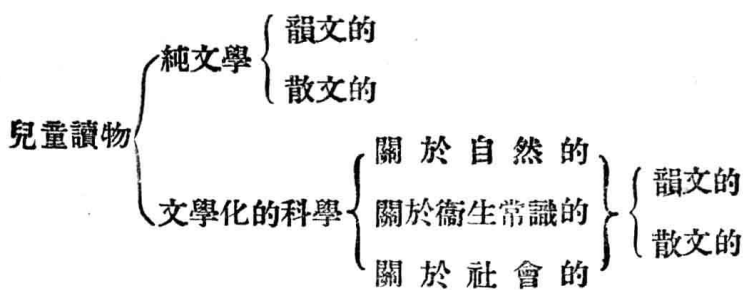 兒童讀物
純文學
韻文的
散文的
文學化的科學
關於自然的
關於衞生常識的
關於社會的
韻文的
散文的